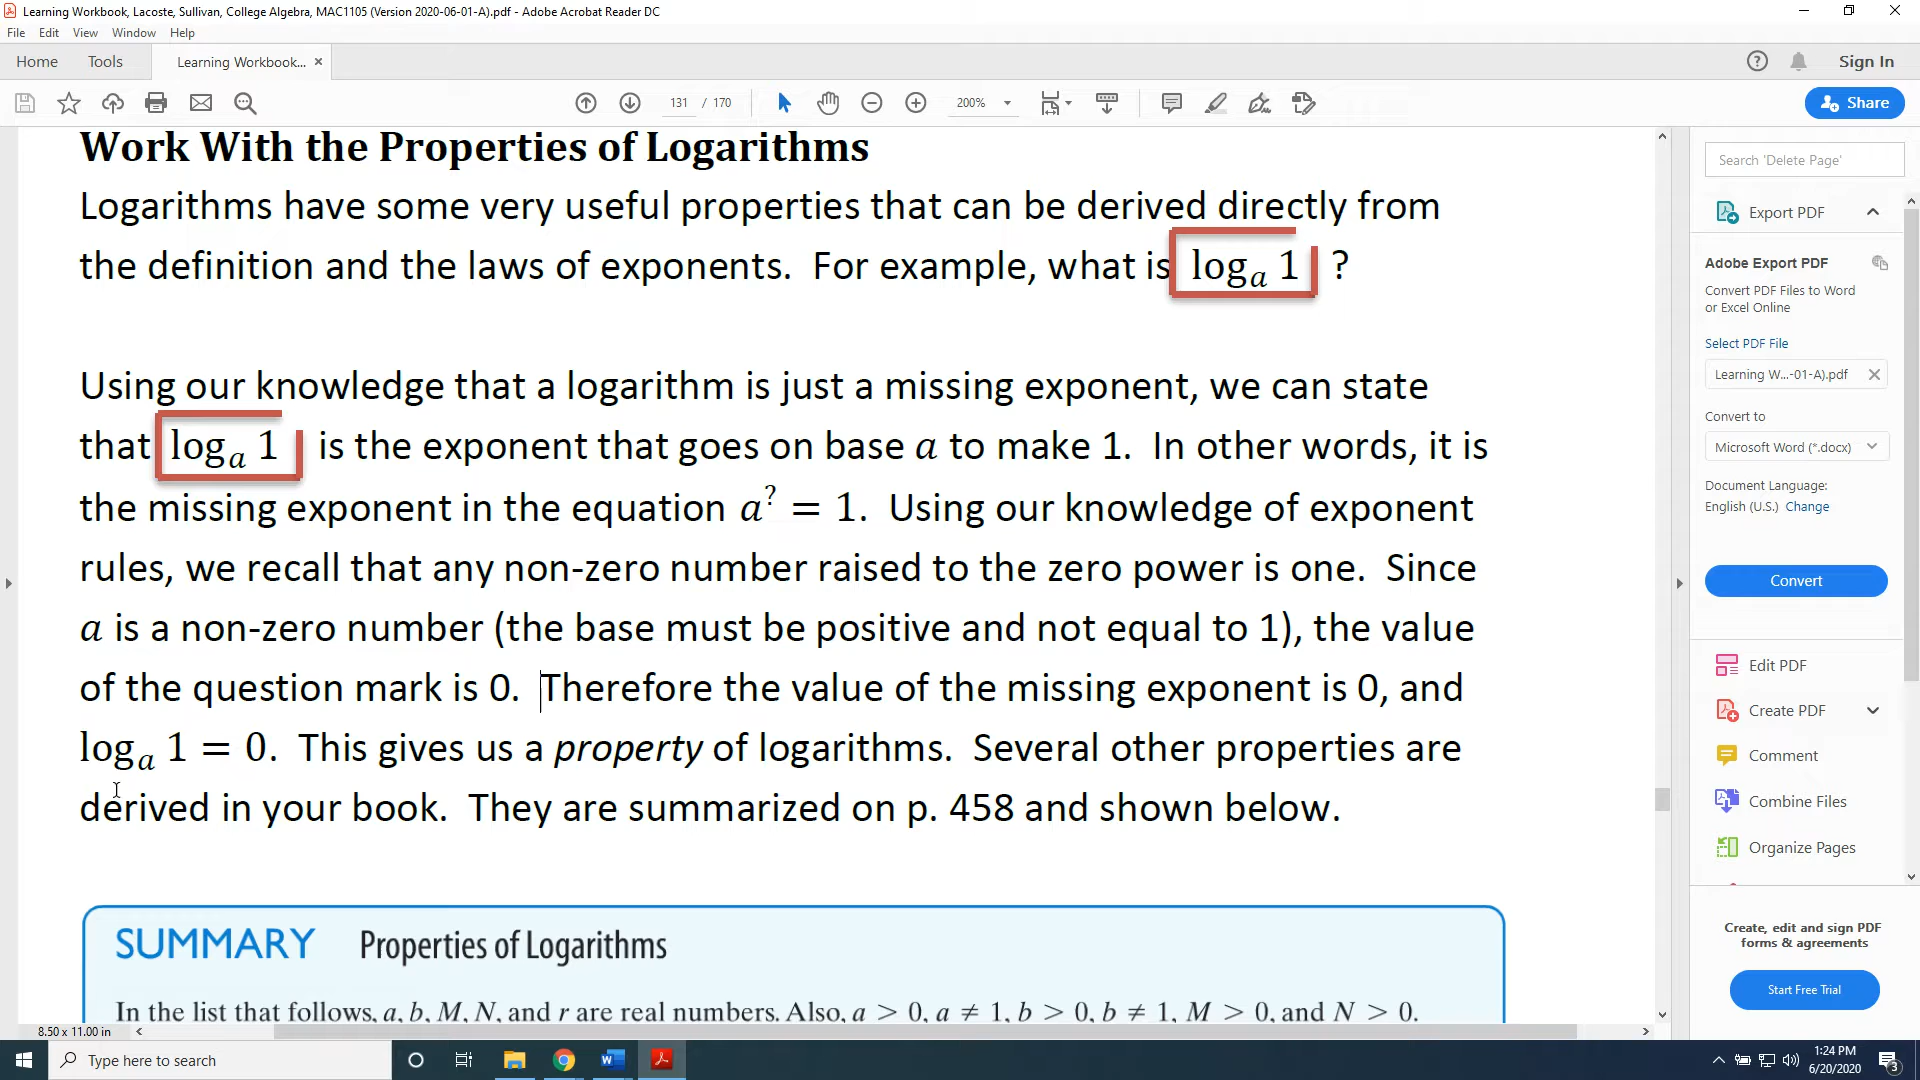 Learning Workbook, Lacoste, Sullivan, College Algebra, MAC1105 (Version 2020-06-01-A).pdf - Adobe Acrobat Reader DC
File Edit View Window Help
Home Tools Learning Workbook... × Sign In
131 / 170 200% Share
Work With the Properties of Logarithms
Logarithms have some very useful properties that can be derived directly from
the definition and the laws of exponents. For example, what is logₐ 1 ?
Using our knowledge that a logarithm is just a missing exponent, we can state
that logₐ 1 is the exponent that goes on base a to make 1. In other words, it is
the missing exponent in the equation a^? = 1. Using our knowledge of exponent
rules, we recall that any non-zero number raised to the zero power is one. Since
a is a non-zero number (the base must be positive and not equal to 1), the value
of the question mark is 0. Therefore the value of the missing exponent is 0, and
logₐ 1 = 0. This gives us a property of logarithms. Several other properties are
derived in your book. They are summarized on p. 458 and shown below.
SUMMARY Properties of Logarithms
In the list that follows, a, b, M, N, and r are real numbers. Also, a > 0, a ≠ 1, b > 0, b ≠ 1, M > 0, and N > 0.
8.50 x 11.00 in
Search 'Delete Page'
Export PDF
Adobe Export PDF
Convert PDF Files to Word
or Excel Online
Select PDF File
Learning W...-01-A).pdf
Convert to
Microsoft Word (*.docx)
Document Language:
English (U.S.) Change
Convert
Edit PDF
Create PDF
Comment
Combine Files
Organize Pages
Create, edit and sign PDF
forms & agreements
Start Free Trial
Type here to search
1:24 PM
6/20/2020
3